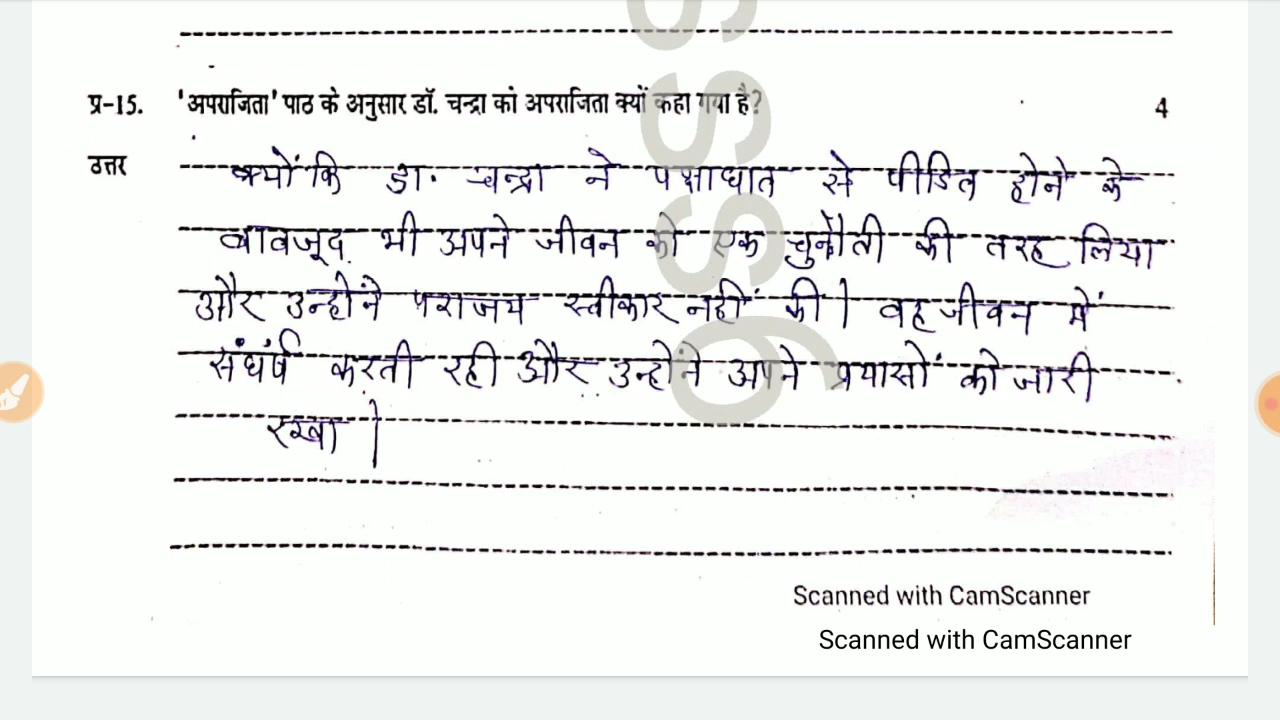 प्र-15. 'अपराजिता' पाठ के अनुसार डॉ. चन्द्रा को अपराजिता क्यों कहा गया है? 4
उत्तर क्योंकि डा. चन्द्रा ने पक्षाघात से पीडित होने के
बावजूद भी अपने जीवन को एक चुनौती की तरह लिया
और उन्होंने पराजय स्वीकार नहीं की। वह जीवन में
संघर्ष करती रही और उन्होंने अपने प्रयासों को जारी
रखा।
Scanned with CamScanner
Scanned with CamScanner